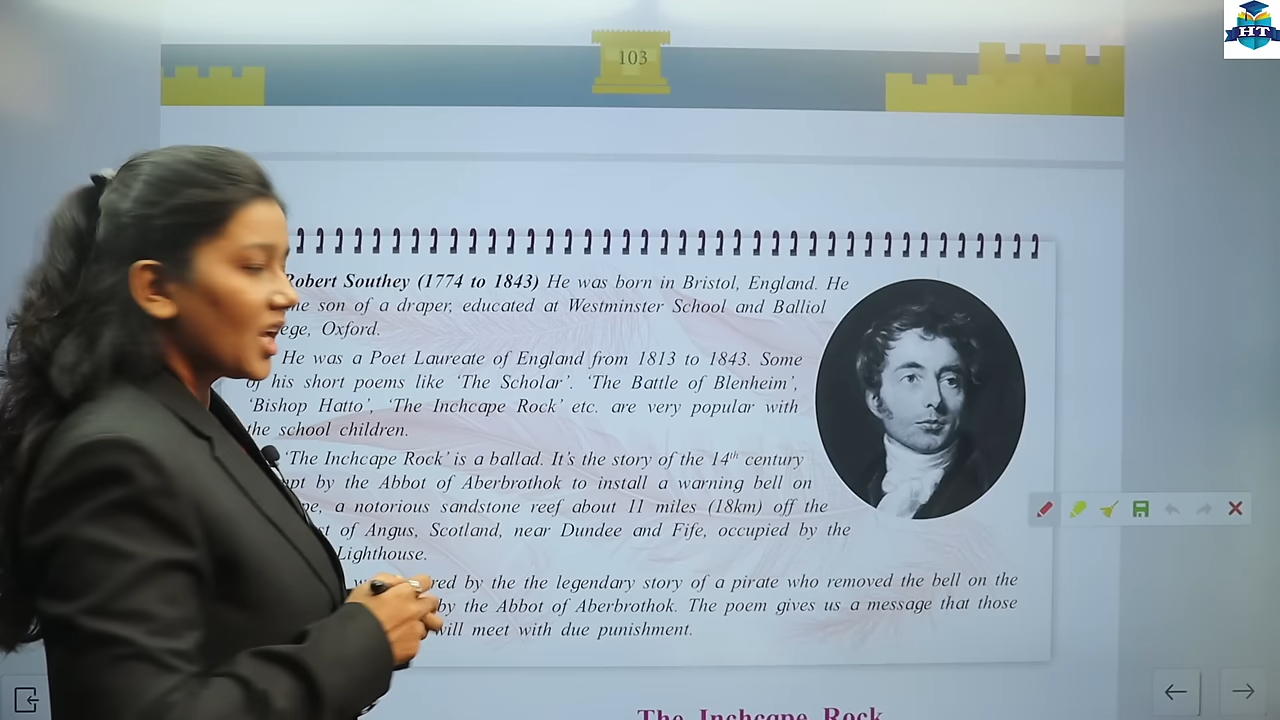 HT
103
Robert Southey (1774 to 1843) He was born in Bristol, England. He
son of a draper, educated at Westminster School and Balliol
Oxford.
He was a Poet Laureate of England from 1813 to 1843. Some
of his short poems like ‘The Scholar’. ‘The Battle of Blenheim’,
‘Bishop Hatto’, ‘The Inchcape Rock’ etc. are very popular with
the school children.
‘The Inchcape Rock’ is a ballad. It’s the story of the 14th century
by the Abbot of Aberbrothok to install a warning bell on
a notorious sandstone reef about 11 miles (18km) off the
of Angus, Scotland, near Dundee and Fife, occupied by the
Lighthouse.
by the the legendary story of a pirate who removed the bell on the
by the Abbot of Aberbrothok. The poem gives us a message that those
will meet with due punishment.
The Inchcape Rock